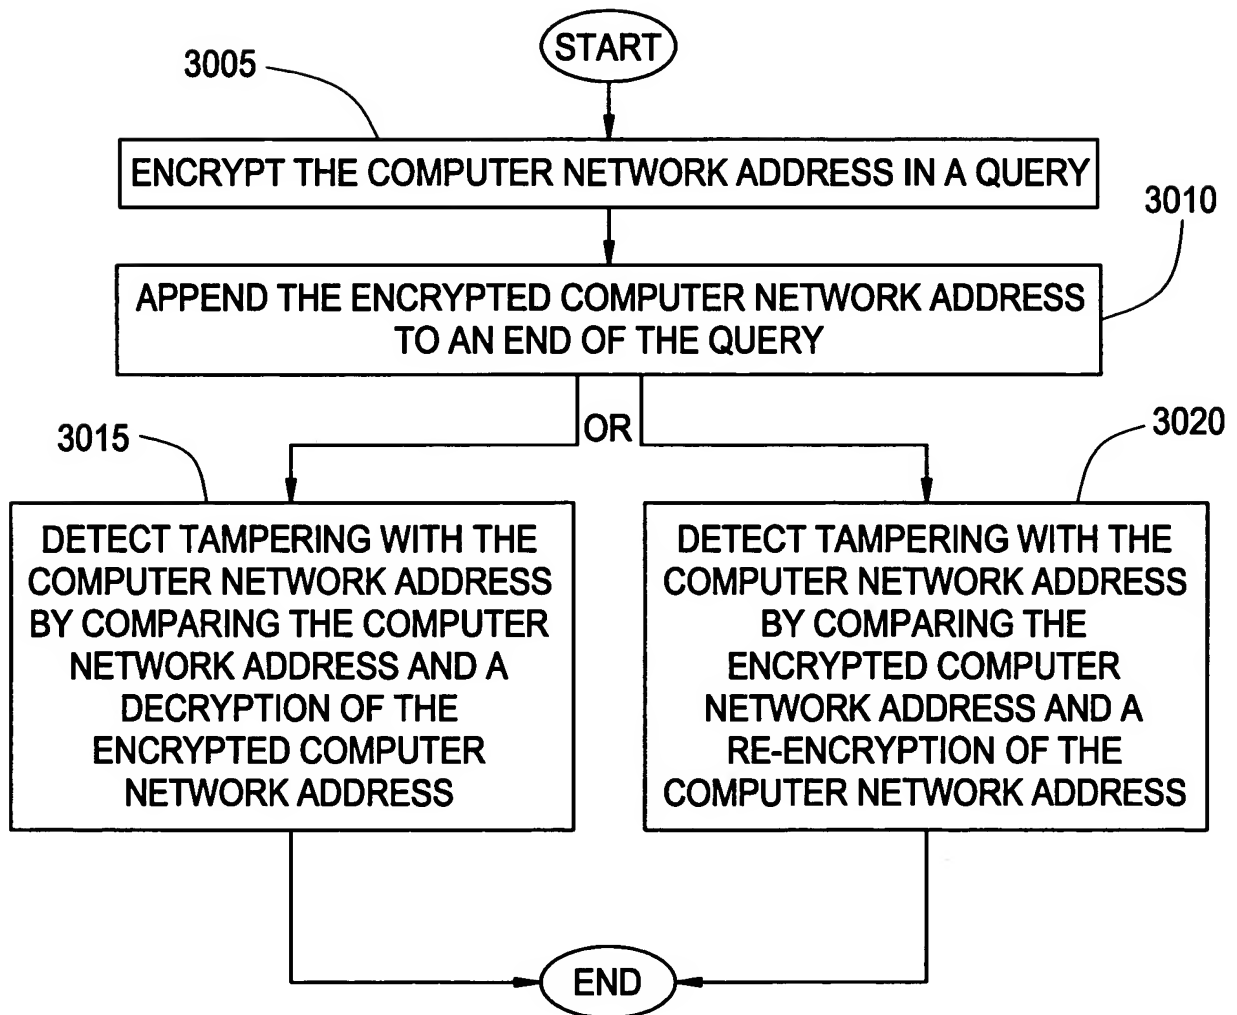 START
3005
ENCRYPT THE COMPUTER NETWORK ADDRESS IN A QUERY
3010
APPEND THE ENCRYPTED COMPUTER NETWORK ADDRESS
TO AN END OF THE QUERY
OR
3015
DETECT TAMPERING WITH THE
COMPUTER NETWORK ADDRESS
BY COMPARING THE COMPUTER
NETWORK ADDRESS AND A
DECRYPTION OF THE
ENCRYPTED COMPUTER
NETWORK ADDRESS
3020
DETECT TAMPERING WITH THE
COMPUTER NETWORK ADDRESS
BY COMPARING THE
ENCRYPTED COMPUTER
NETWORK ADDRESS AND A
RE-ENCRYPTION OF THE
COMPUTER NETWORK ADDRESS
END